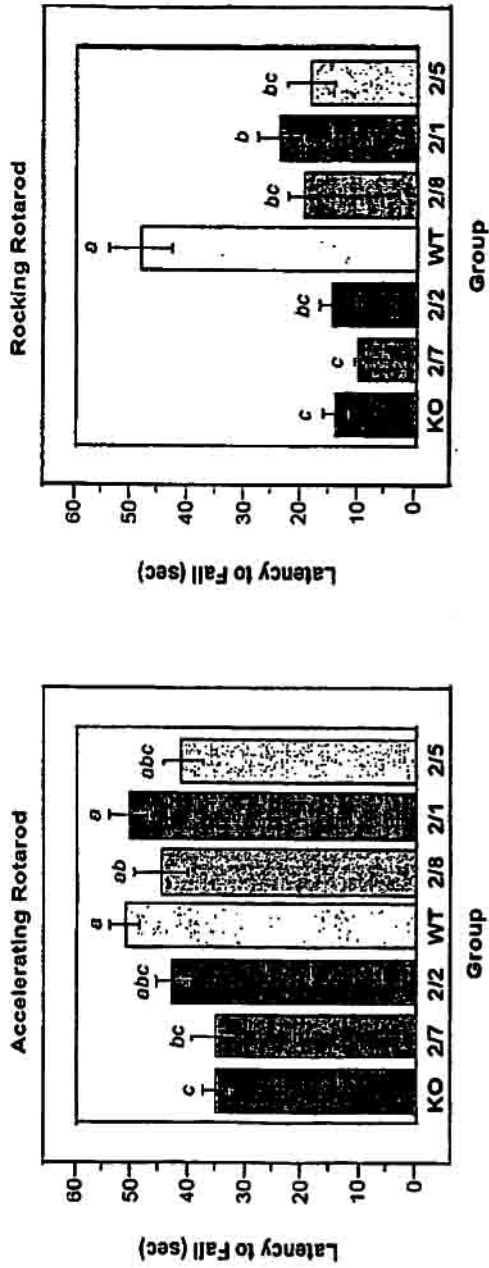 Accelerating Rotarod
Latency to Fall (sec)
60
50
40
30
20
10
0
c
bc
abc
a
ab
a
abc
KO 2/7 2/2 WT 2/8 2/1 2/5
Group
Rocking Rotarod
Latency to Fall (sec)
60
50
40
30
20
10
0
c
c
bc
a
bc
b
bc
KO 2/7 2/2 WT 2/8 2/1 2/5
Group